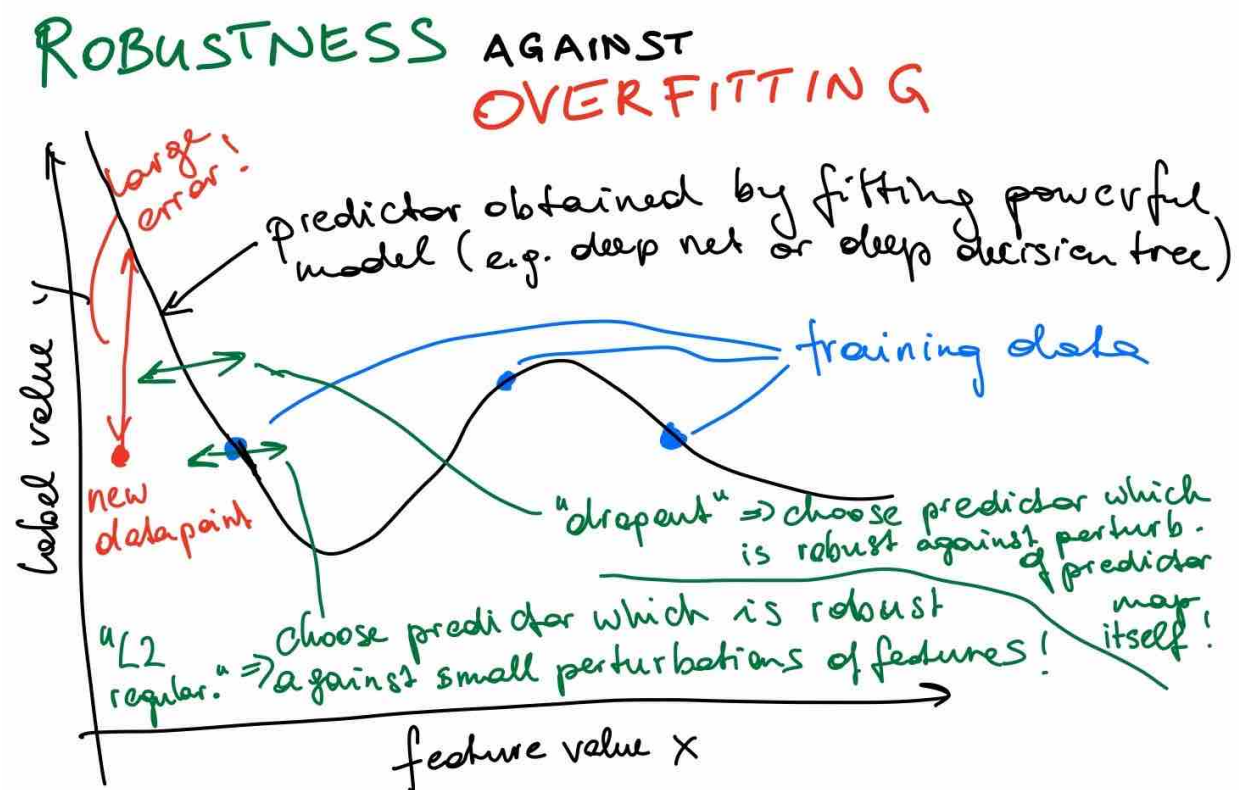 ROBUSTNESS AGAINST
OVERFITTING
large
error!
predictor obtained by fitting powerful
model (e.g. deep net or deep decision tree)
training data
label value y
new
datapoint
"dropout" => choose predictor which
is robust against perturb.
of predictor
map
itself!
"L2
regular." =>
choose predictor which is robust
against small perturbations of features!
feature value x